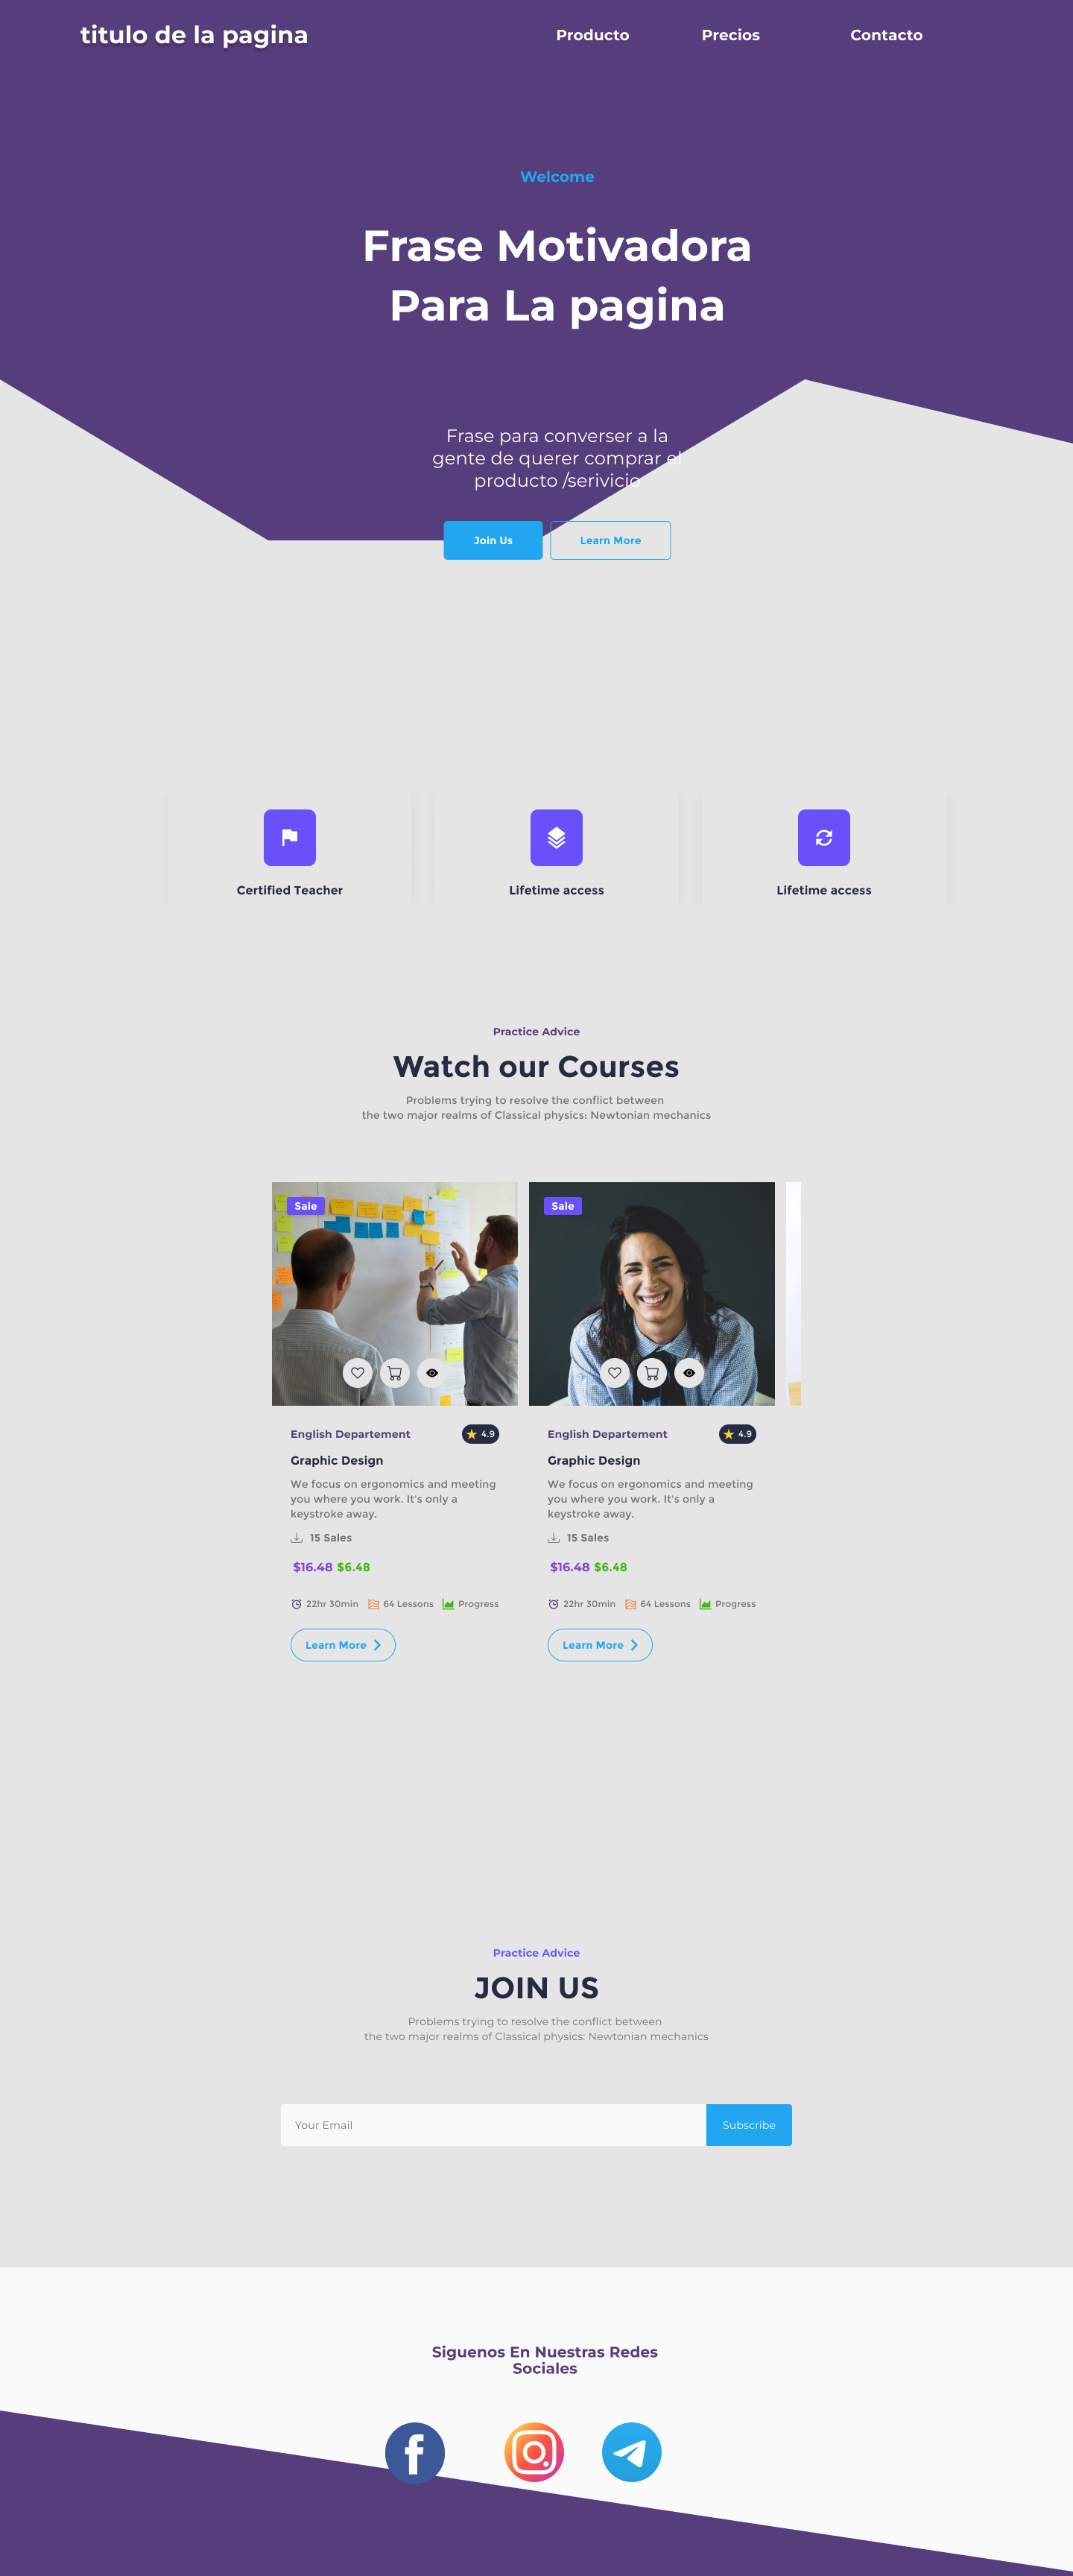 titulo de la pagina
Producto
Precios
Contacto
Welcome
Frase Motivadora
Para La pagina
Frase para converser a la
gente de querer comprar el
producto /serivicio
Join Us
Learn More
Certified Teacher
Lifetime access
Lifetime access
Practice Advice
Watch our Courses
Problems trying to resolve the conflict between
the two major realms of Classical physics: Newtonian mechanics
Sale
English Departement
4.9
Graphic Design
We focus on ergonomics and meeting
you where you work. It's only a
keystroke away.
15 Sales
$16.48 $6.48
22hr 30min
64 Lessons
Progress
Learn More
Sale
English Departement
4.9
Graphic Design
We focus on ergonomics and meeting
you where you work. It's only a
keystroke away.
15 Sales
$16.48 $6.48
22hr 30min
64 Lessons
Progress
Learn More
Practice Advice
JOIN US
Problems trying to resolve the conflict between
the two major realms of Classical physics: Newtonian mechanics
Your Email
Subscribe
Siguenos En Nuestras Redes
Sociales